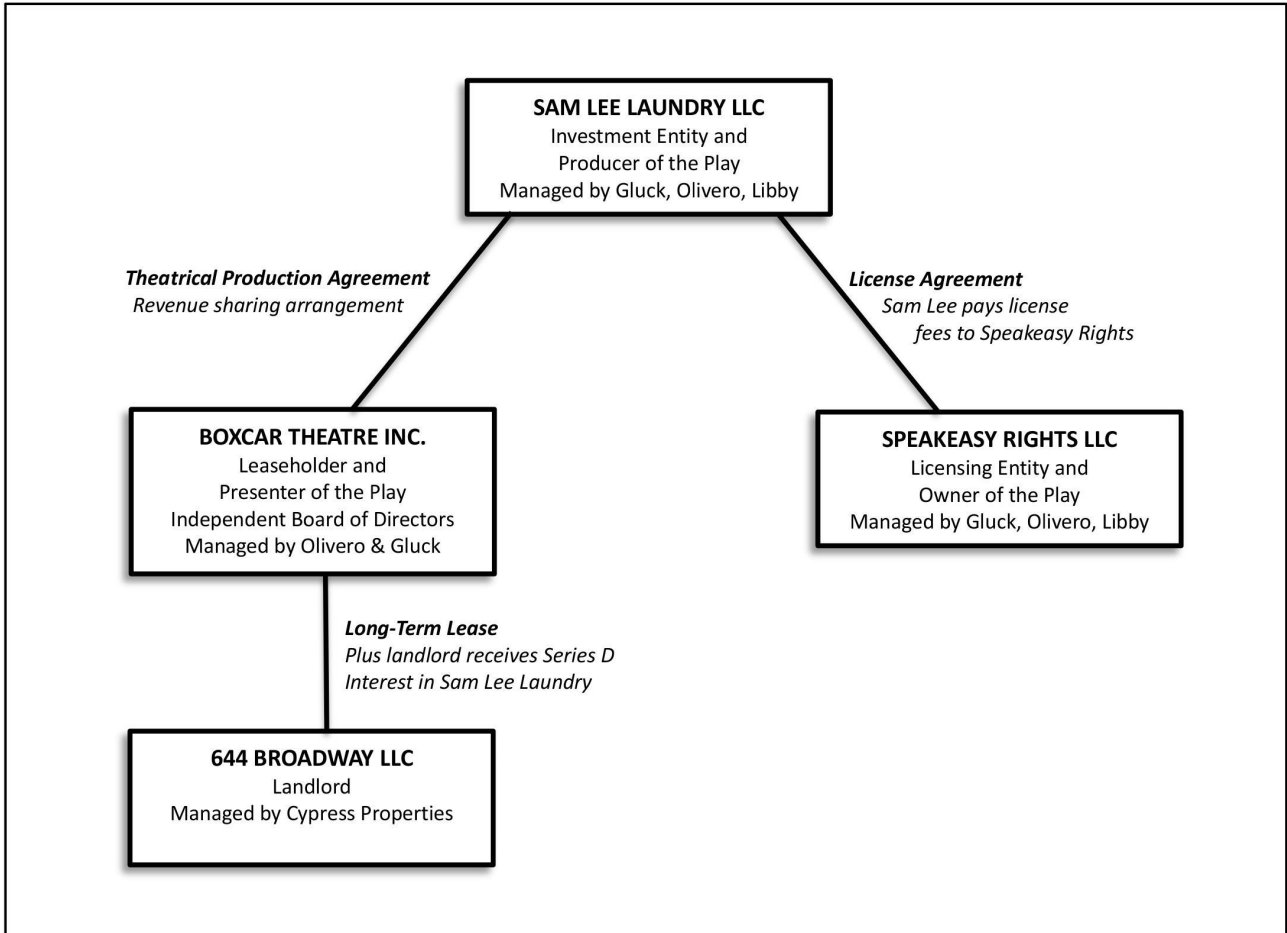 SAM LEE LAUNDRY LLC
Investment Entity and
Producer of the Play
Managed by Gluck, Olivero, Libby
Theatrical Production Agreement
Revenue sharing arrangement
License Agreement
Sam Lee pays license
fees to Speakeasy Rights
BOXCAR THEATRE INC.
Leaseholder and
Presenter of the Play
Independent Board of Directors
Managed by Olivero & Gluck
SPEAKEASY RIGHTS LLC
Licensing Entity and
Owner of the Play
Managed by Gluck, Olivero, Libby
Long-Term Lease
Plus landlord receives Series D
Interest in Sam Lee Laundry
644 BROADWAY LLC
Landlord
Managed by Cypress Properties